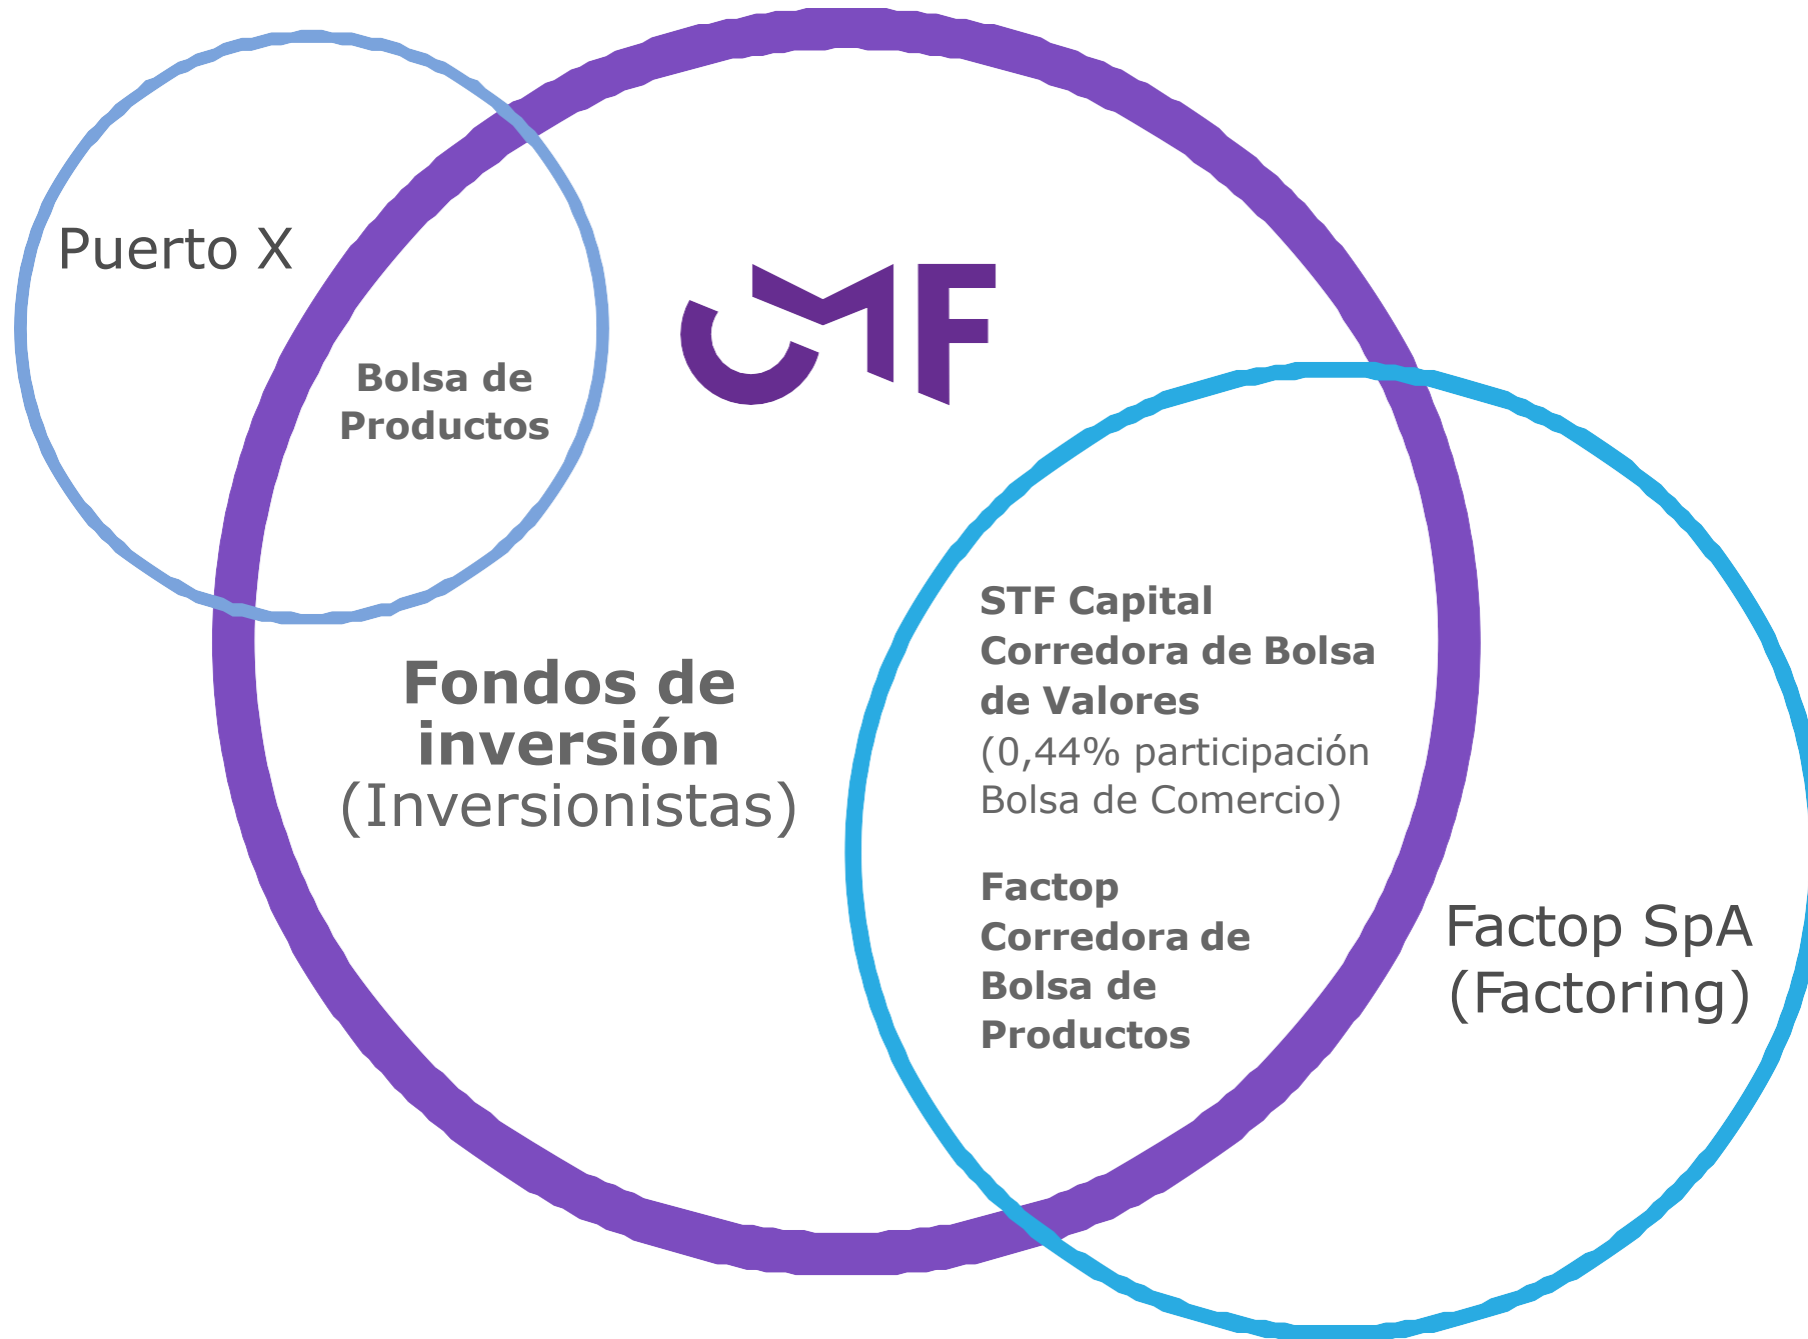 Puerto X
CMF
Bolsa de
Productos
Fondos de
inversión
(Inversionistas)
STF Capital
Corredora de Bolsa
de Valores
(0,44% participación
Bolsa de Comercio)
Factop
Corredora de
Bolsa de
Productos
Factop SpA
(Factoring)